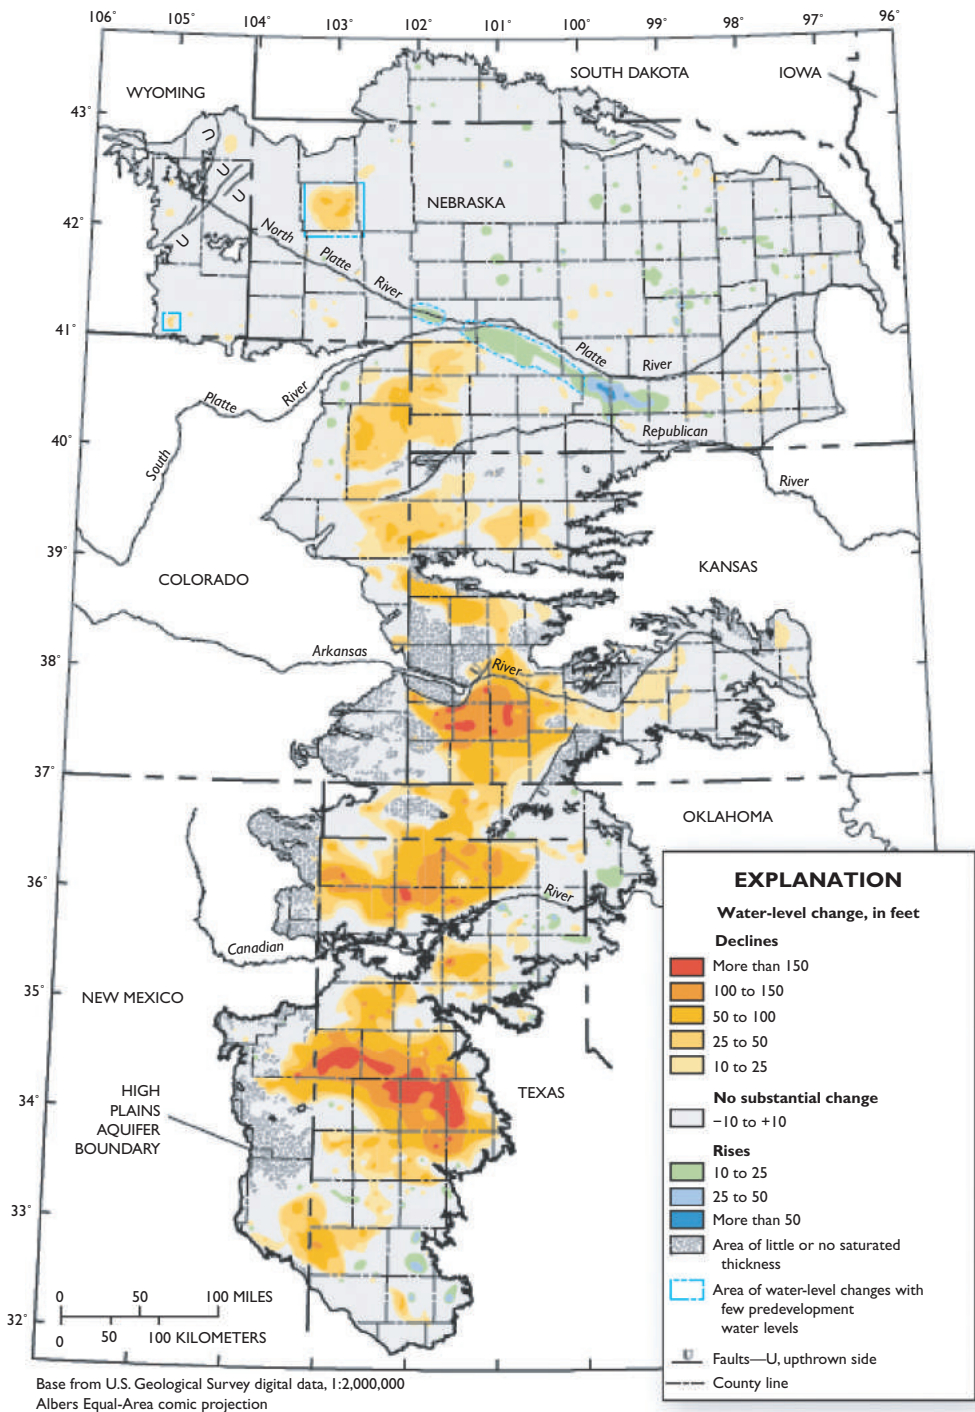 106°
105°
104°
103°
102°
101°
100°
99°
98°
97°
96°
SOUTH DAKOTA
IOWA
WYOMING
43°
U
U
U
U
NEBRASKA
42°
North
Platte
River
41°
Platte
River
River
Platte
South
Republican
River
40°
39°
COLORADO
KANSAS
Arkansas
River
38°
U
37°
OKLAHOMA
36°
River
Canadian
35°
NEW MEXICO
34°
HIGH
PLAINS
AQUIFER
BOUNDARY
TEXAS
33°
32°
0 50 100 MILES
0 50 100 KILOMETERS
Base from U.S. Geological Survey digital data, 1:2,000,000
Albers Equal-Area comic projection
EXPLANATION
Water-level change, in feet
Declines
More than 150
100 to 150
50 to 100
25 to 50
10 to 25
No substantial change
−10 to +10
Rises
10 to 25
25 to 50
More than 50
Area of little or no saturated
thickness
Area of water-level changes with
few predevelopment
water levels
U
Faults—U, upthrown side
County line